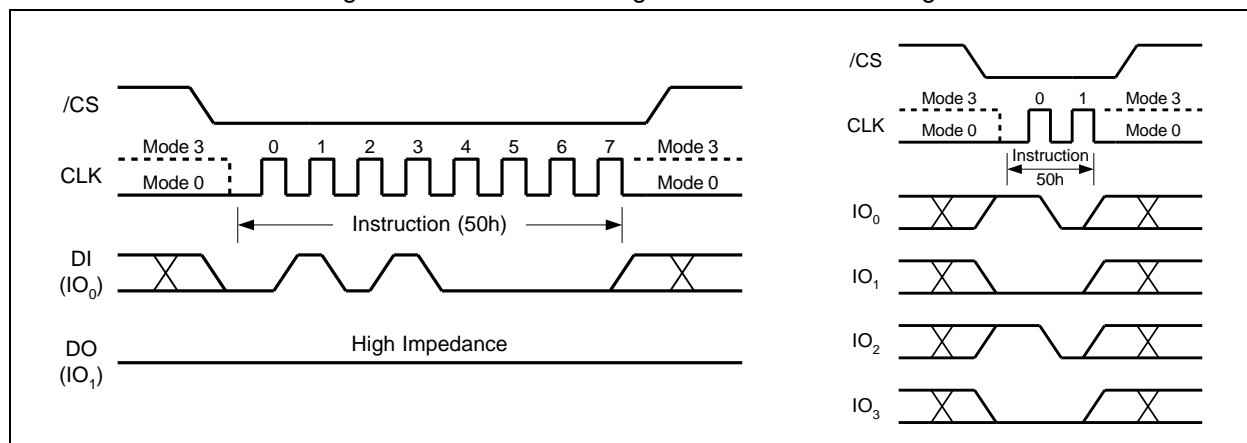 /CS
Mode 3
0 1 2 3 4 5 6 7
Mode 3
CLK
Mode 0
Mode 0
Instruction (50h)
DI
(IO0)
High Impedance
DO
(IO1)
/CS
Mode 3
0 1
Mode 3
CLK
Mode 0
Mode 0
Instruction
50h
IO0
IO1
IO2
IO3